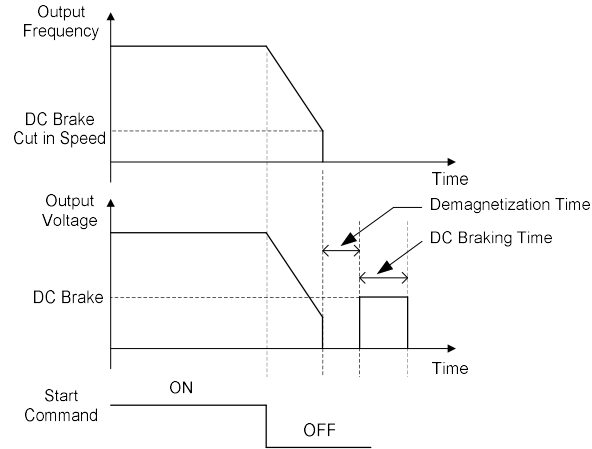 Output
Frequency
DC Brake
Cut in Speed
Time
Output
Voltage
Demagnetization Time
DC Braking Time
DC Brake
Time
Start
Command
ON
OFF